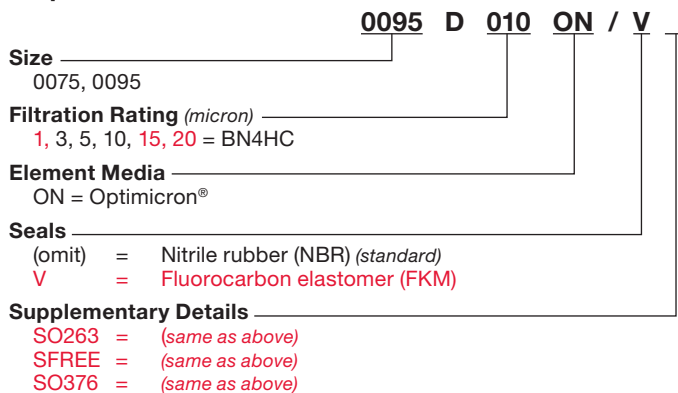 0095 D 010 ON / V _
Size
0075, 0095
Filtration Rating (micron)
1, 3, 5, 10, 15, 20 = BN4HC
Element Media
ON = Optimicron®
Seals
(omit) = Nitrile rubber (NBR) (standard)
V = Fluorocarbon elastomer (FKM)
Supplementary Details
SO263 = (same as above)
SFREE = (same as above)
SO376 = (same as above)